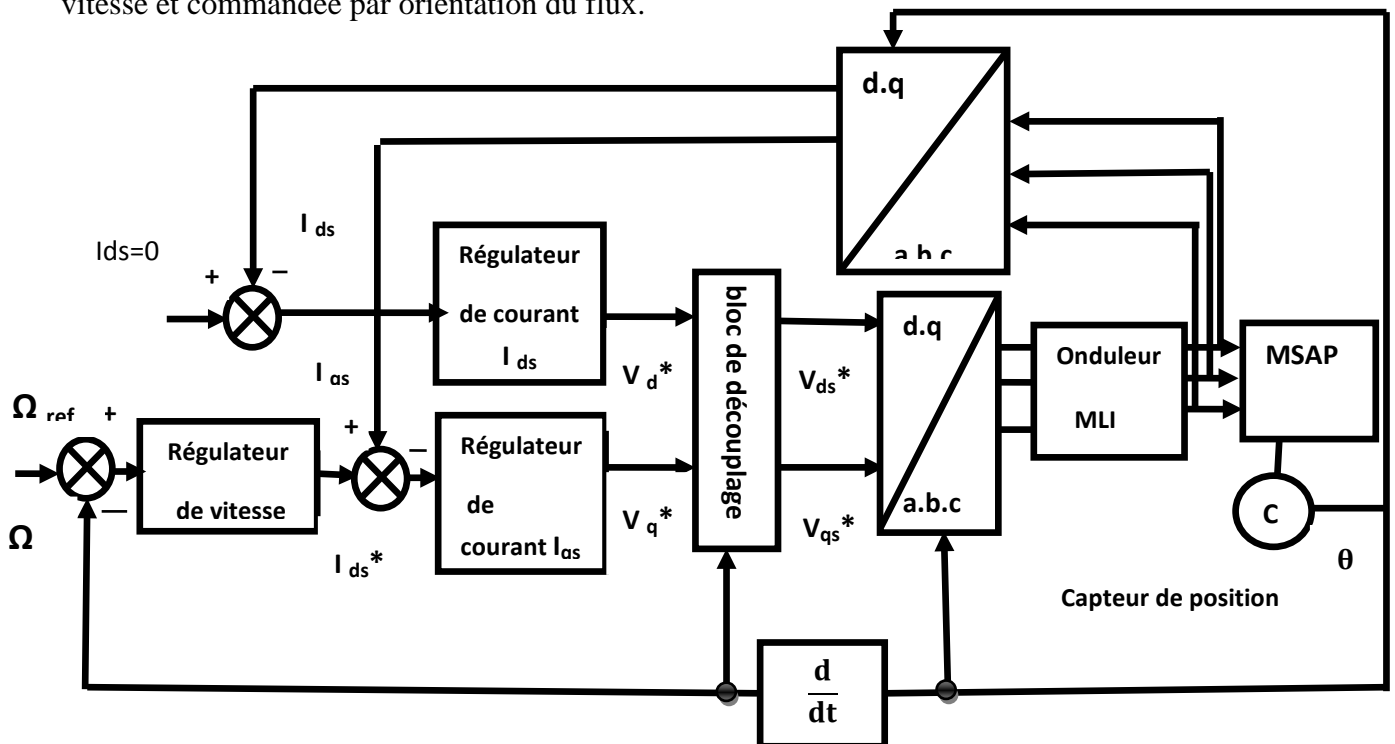 vitesse et commandée par orientation du flux.
d.q
a.b.c
Ids=0
+
−
I ds
Régulateur
de courant
I ds
V d*
bloc de découplage
V ds*
d.q
a.b.c
Onduleur
MLI
MSAP
I qs
Ω ref
+
−
Ω
Régulateur
de vitesse
+
−
I ds*
Régulateur
de
courant I qs
V q*
V qs*
C
θ
Capteur de position
d
dt